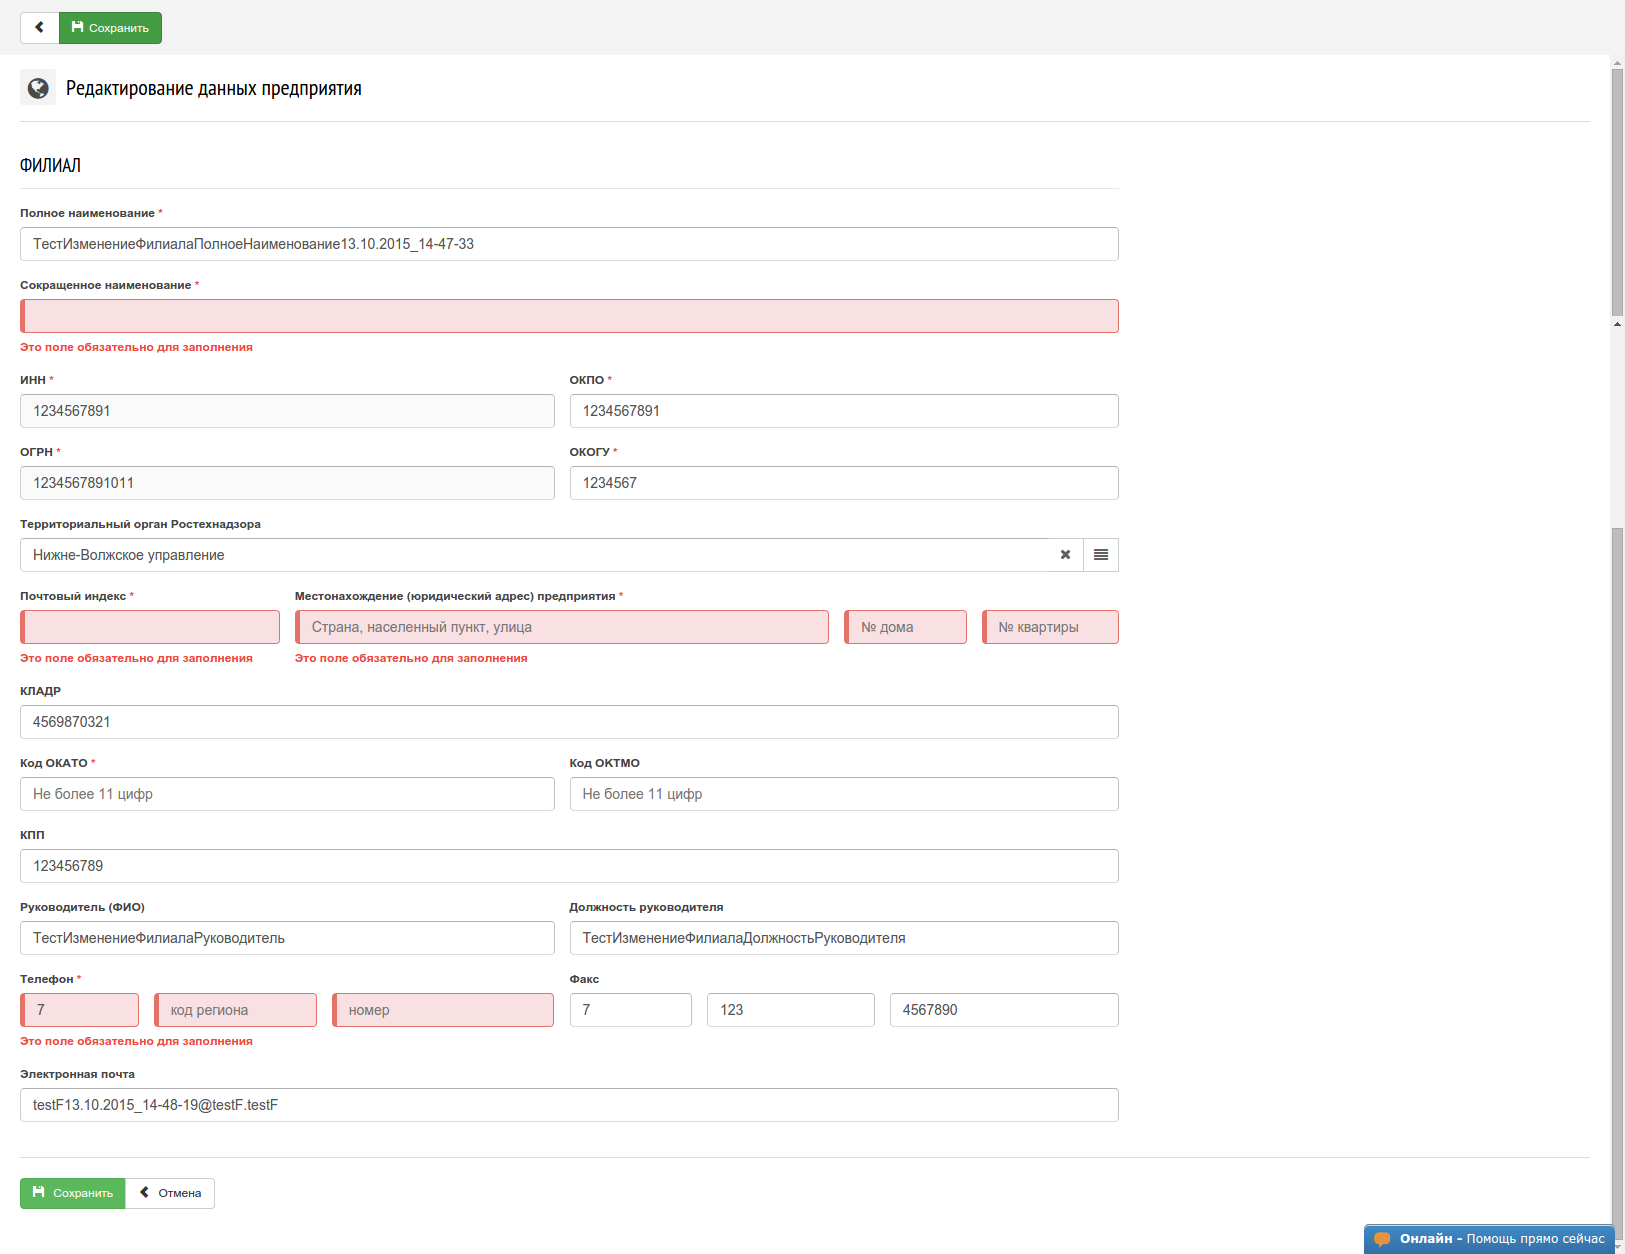 Сохранить
Редактирование данных предприятия
ФИЛИАЛ
Полное наименование *
ТестИзменениеФилиалаПолноеНаименование13.10.2015_14-47-33
Сокращенное наименование *
Это поле обязательно для заполнения
ИНН * ОКПО *
1234567891 1234567891
ОГРН * ОКОГУ *
1234567891011 1234567
Территориальный орган Ростехнадзора
Нижне-Волжское управление
Почтовый индекс * Местонахождение (юридический адрес) предприятия *
Страна, населенный пункт, улица № дома № квартиры
Это поле обязательно для заполнения Это поле обязательно для заполнения
КЛАДР
4569870321
Код ОКАТО * Код ОКТМО
Не более 11 цифр Не более 11 цифр
КПП
123456789
Руководитель (ФИО) Должность руководителя
ТестИзменениеФилиалаРуководитель ТестИзменениеФилиалаДолжностьРуководителя
Телефон * Факс
7 код региона номер 7 123 4567890
Это поле обязательно для заполнения
Электронная почта
testF13.10.2015_14-48-19@testF.testF
Сохранить Отмена
Онлайн - Помощь прямо сейчас